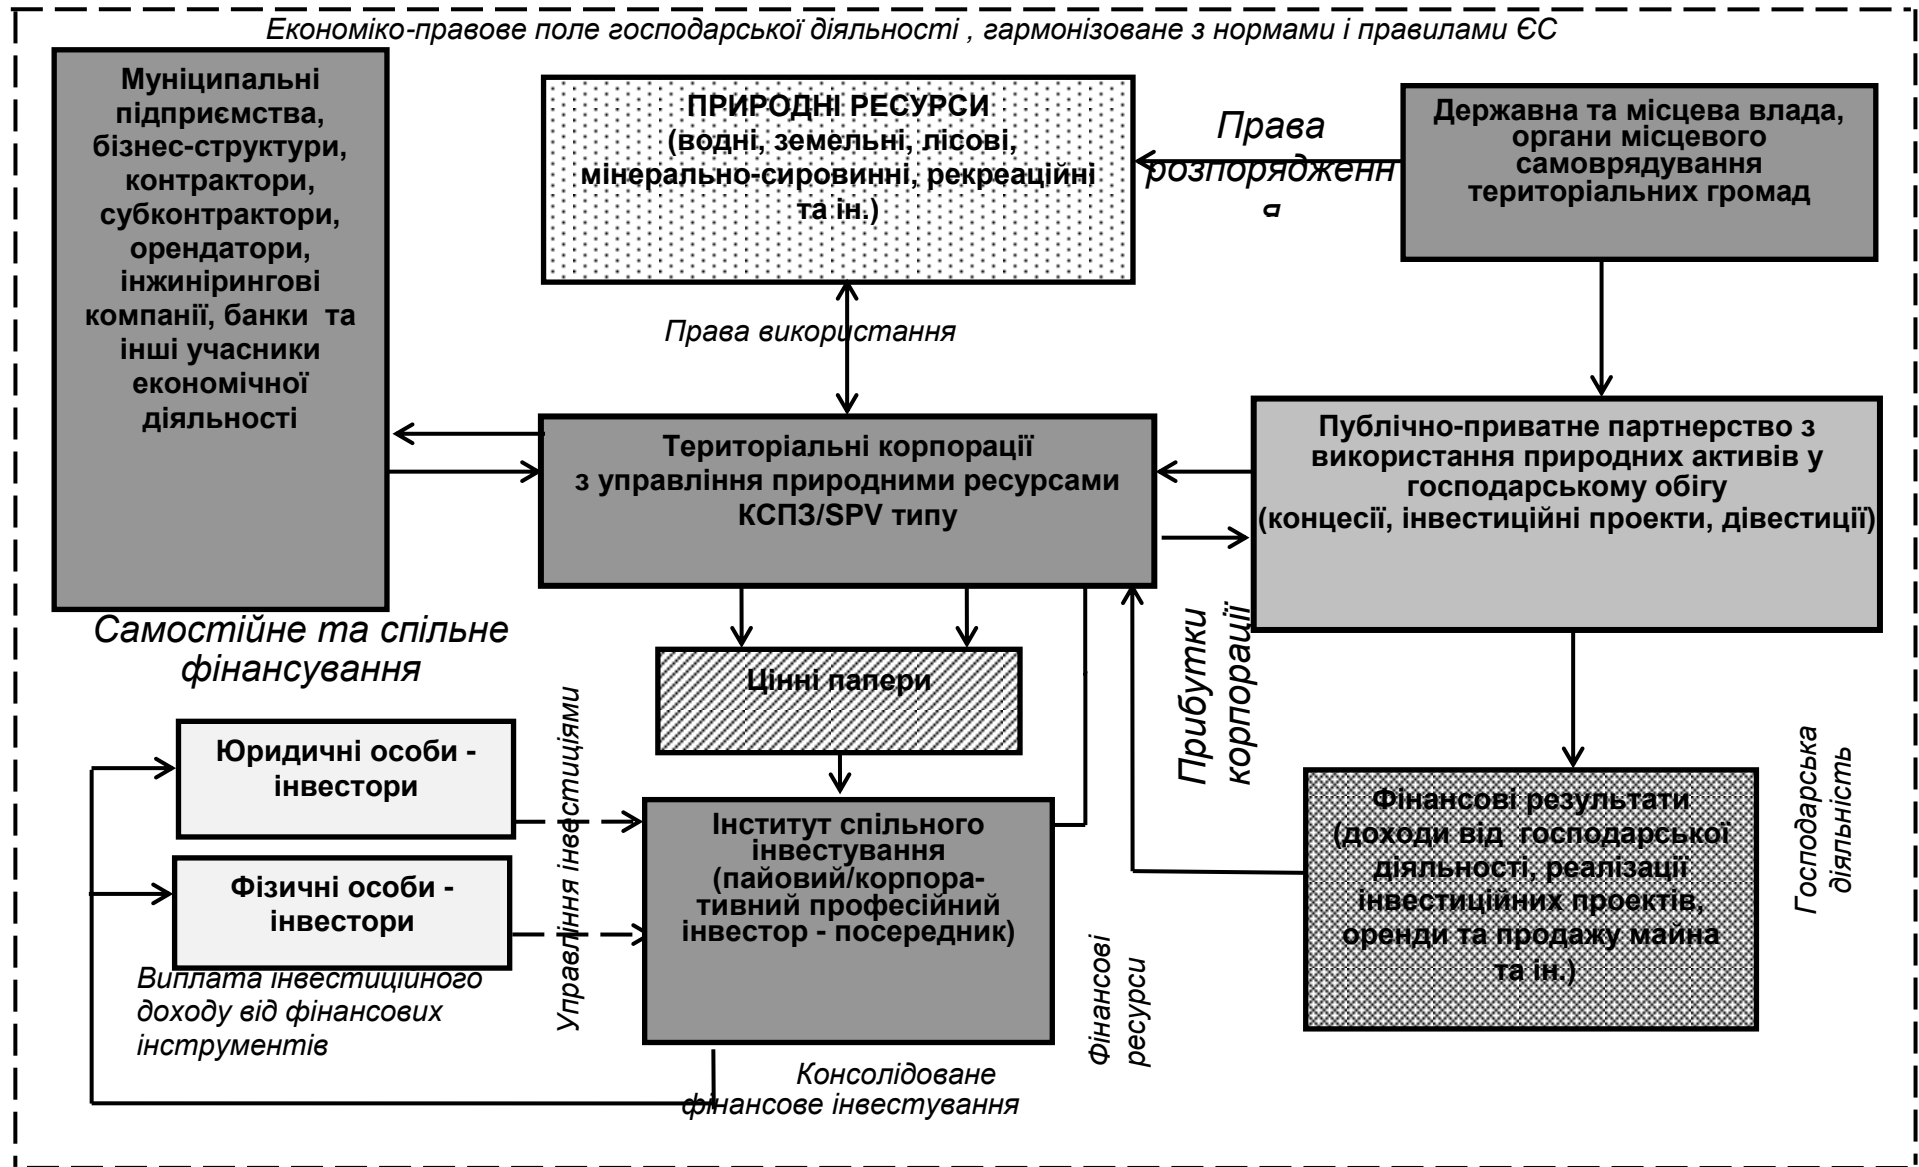 Економіко-правове поле господарської діяльності , гармонізоване з нормами і правилами ЄС
Муніципальні
підприємства,
бізнес-структури,
контрактори,
субконтрактори,
орендатори,
інжинірингові
компанії, банки та
інші учасники
економічної
діяльності
ПРИРОДНІ РЕСУРСИ
(водні, земельні, лісові,
мінерально-сировинні, рекреаційні
та ін.)
Права
розпорядженн
я
Державна та місцева влада,
органи місцевого
самоврядування
територіальних громад
Права використання
Територіальні корпорації
з управління природними ресурсами
КСПЗ/SPV типу
Публічно-приватне партнерство з
використання природних активів у
господарському обігу
(концесії, інвестиційні проекти, дівестиції)
Самостійне та спільне
фінансування
Цінні папери
Прибутки
корпорації
Юридичні особи -
інвестори
Фізичні особи -
інвестори
Управління інвестиціями
Інститут спільного
інвестування
(пайовий/корпора-
тивний професійний
інвестор - посередник)
Фінансові
ресурси
Фінансові результати
(доходи від господарської
діяльності, реалізації
інвестиційних проектів,
оренди та продажу майна
та ін.)
Господарська
діяльність
Виплата інвестиційного
доходу від фінансових
інструментів
Консолідоване
фінансове інвестування